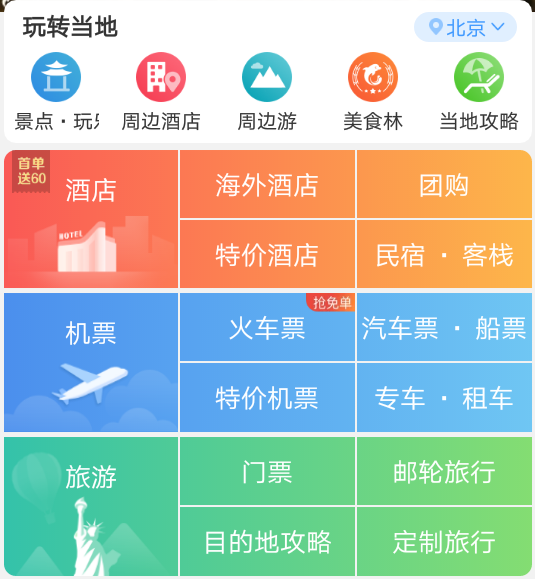 玩转当地
北京
景点·玩
周边酒店
周边游
美食林
当地攻略
首单
送60
酒店
HOTEL
海外酒店
团购
特价酒店
民宿 · 客栈
机票
抢免单
火车票
汽车票 · 船票
特价机票
专车 · 租车
旅游
门票
邮轮旅行
目的地攻略
定制旅行